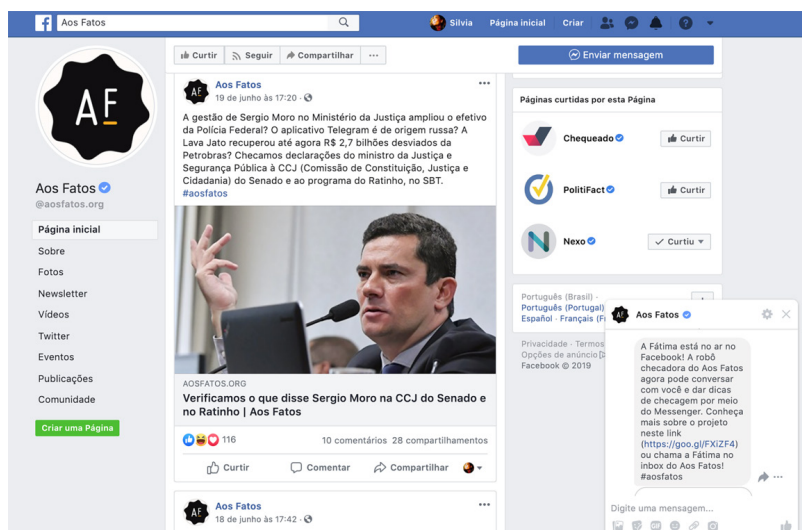 Aos Fatos
Silvia
Página inicial
Criar
AF
Aos Fatos
@aosfatos.org
Página inicial
Sobre
Fotos
Newsletter
Vídeos
Twitter
Eventos
Publicações
Comunidade
Criar uma Página
Curtir
Seguir
Compartilhar
Aos Fatos
19 de junho às 17:20
A gestão de Sergio Moro no Ministério da Justiça ampliou o efetivo
da Polícia Federal? O aplicativo Telegram é de origem russa? A
Lava Jato recuperou até agora R$ 2,7 bilhões desviados da
Petrobras? Checamos declarações do ministro da Justiça e
Segurança Pública à CCJ (Comissão de Constituição, Justiça e
Cidadania) do Senado e ao programa do Ratinho, no SBT.
#aosfatos
AOSFATOS.ORG
Verificamos o que disse Sergio Moro na CCJ do Senado e
no Ratinho | Aos Fatos
116
10 comentários 28 compartilhamentos
Curtir
Comentar
Compartilhar
AF
Aos Fatos
18 de junho às 17:42
Enviar mensagem
Páginas curtidas por esta Página
Chequeado
Curtir
PolitiFact
Curtir
Nexo
Curtiu
Português (Brasil) ·
Português (Portugal)
Español · Français
Privacidade · Termos
Opções de anúncio
Facebook © 2019
AF
Aos Fatos
A Fátima está no ar no
Facebook! A robô
checadora do Aos Fatos
agora pode conversar
com você e dar dicas
de checagem por meio
do Messenger. Conheça
mais sobre o projeto
neste link
(https://goo.gl/FXiZF4)
ou chama a Fátima no
inbox do Aos Fatos!
#aosfatos
Digite uma mensagem...
GIF